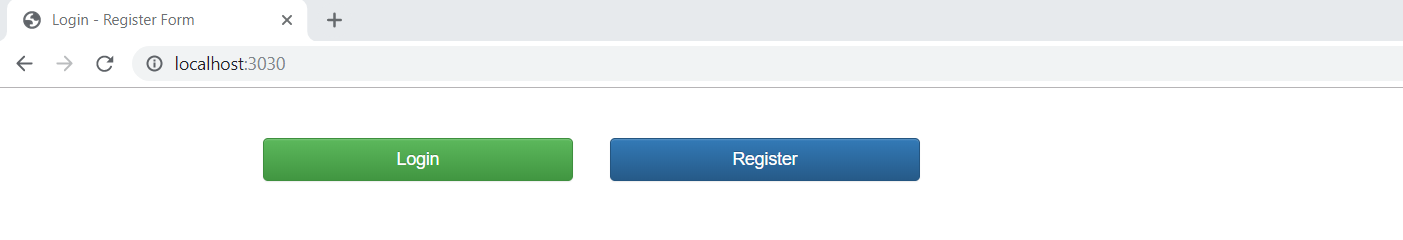 Login - Register Form
localhost:3030
Login Register